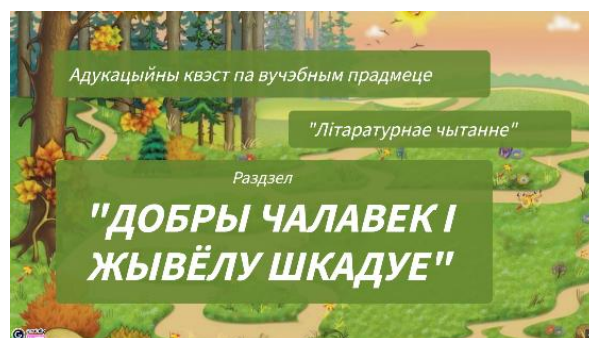 Адукацыйны квэст па вучэбным прадмеце
"Літаратурнае чытанне"
Раздзел
"ДОБРЫ ЧАЛАВЕК І
ЖЫВЁЛУ ШКАДУЕ"